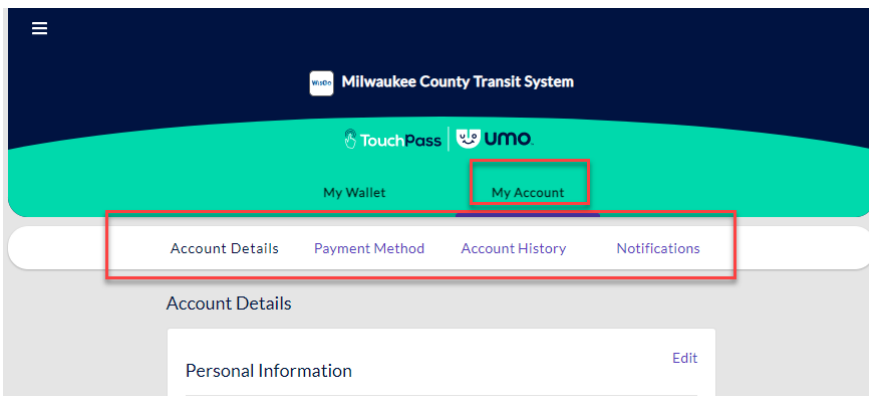 WisGo Milwaukee County Transit System
TouchPass umo.
My Wallet My Account
Account Details Payment Method Account History Notifications
Account Details
Personal Information Edit